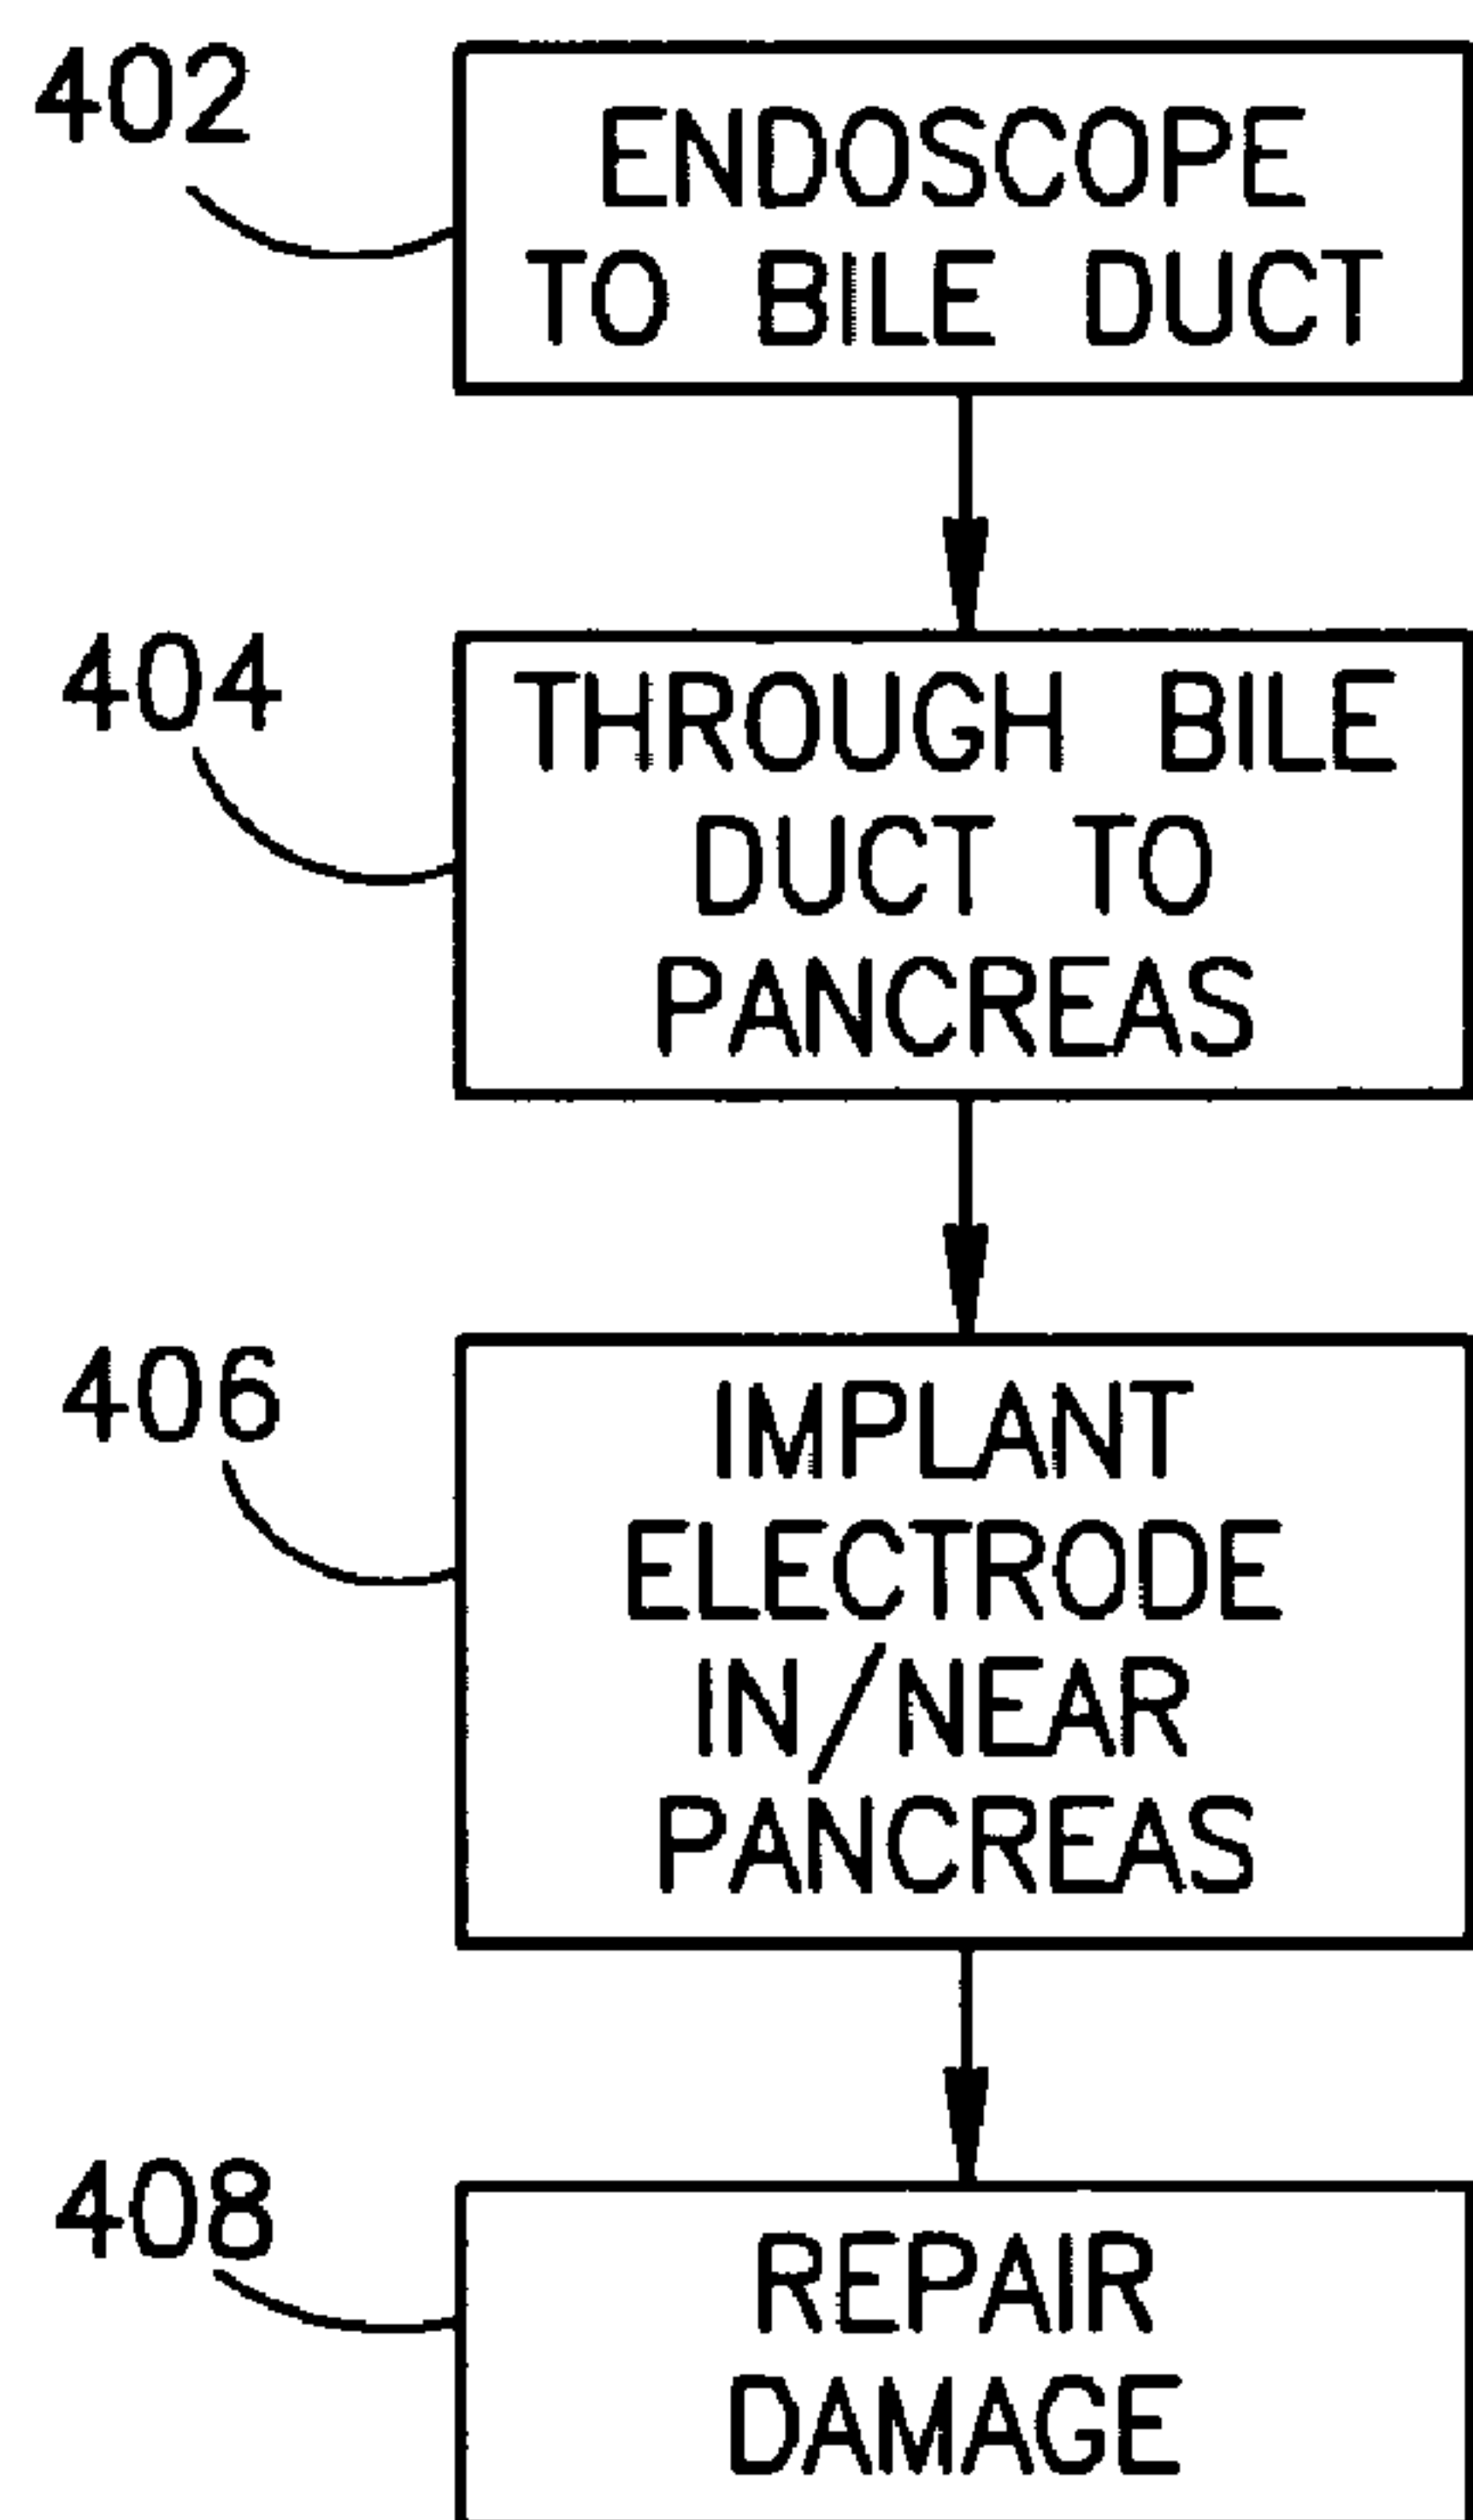 402
ENDOSCOPE
TO BILE DUCT
404
THROUGH BILE
DUCT TO
PANCREAS
406
IMPLANT
ELECTRODE
IN/NEAR
PANCREAS
408
REPAIR
DAMAGE